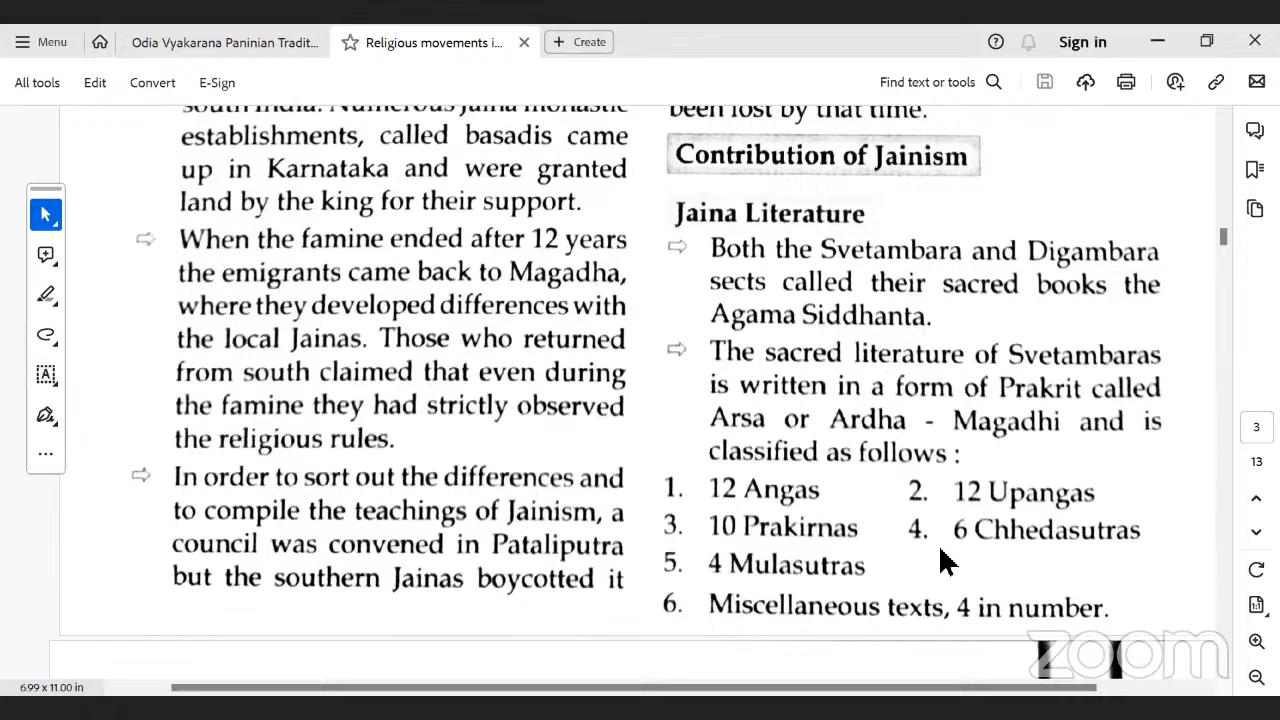 Menu
Odia Vyakarana Paninian Tradit...
Religious movements i...
Create
Sign in
All tools
Edit
Convert
E-Sign
Find text or tools
south India. Numerous Jaina monastic
establishments, called basadis came
up in Karnataka and were granted
land by the king for their support.
⇨ When the famine ended after 12 years
the emigrants came back to Magadha,
where they developed differences with
the local Jainas. Those who returned
from south claimed that even during
the famine they had strictly observed
the religious rules.
⇨ In order to sort out the differences and
to compile the teachings of Jainism, a
council was convened in Pataliputra
but the southern Jainas boycotted it
been lost by that time.
Contribution of Jainism
Jaina Literature
⇨ Both the Svetambara and Digambara
sects called their sacred books the
Agama Siddhanta.
⇨ The sacred literature of Svetambaras
is written in a form of Prakrit called
Arsa or Ardha - Magadhi and is
classified as follows :
1. 12 Angas 2. 12 Upangas
3. 10 Prakirnas 4. 6 Chhedasutras
5. 4 Mulasutras
6. Miscellaneous texts, 4 in number.
3
13
6.99 x 11.00 in
zoom